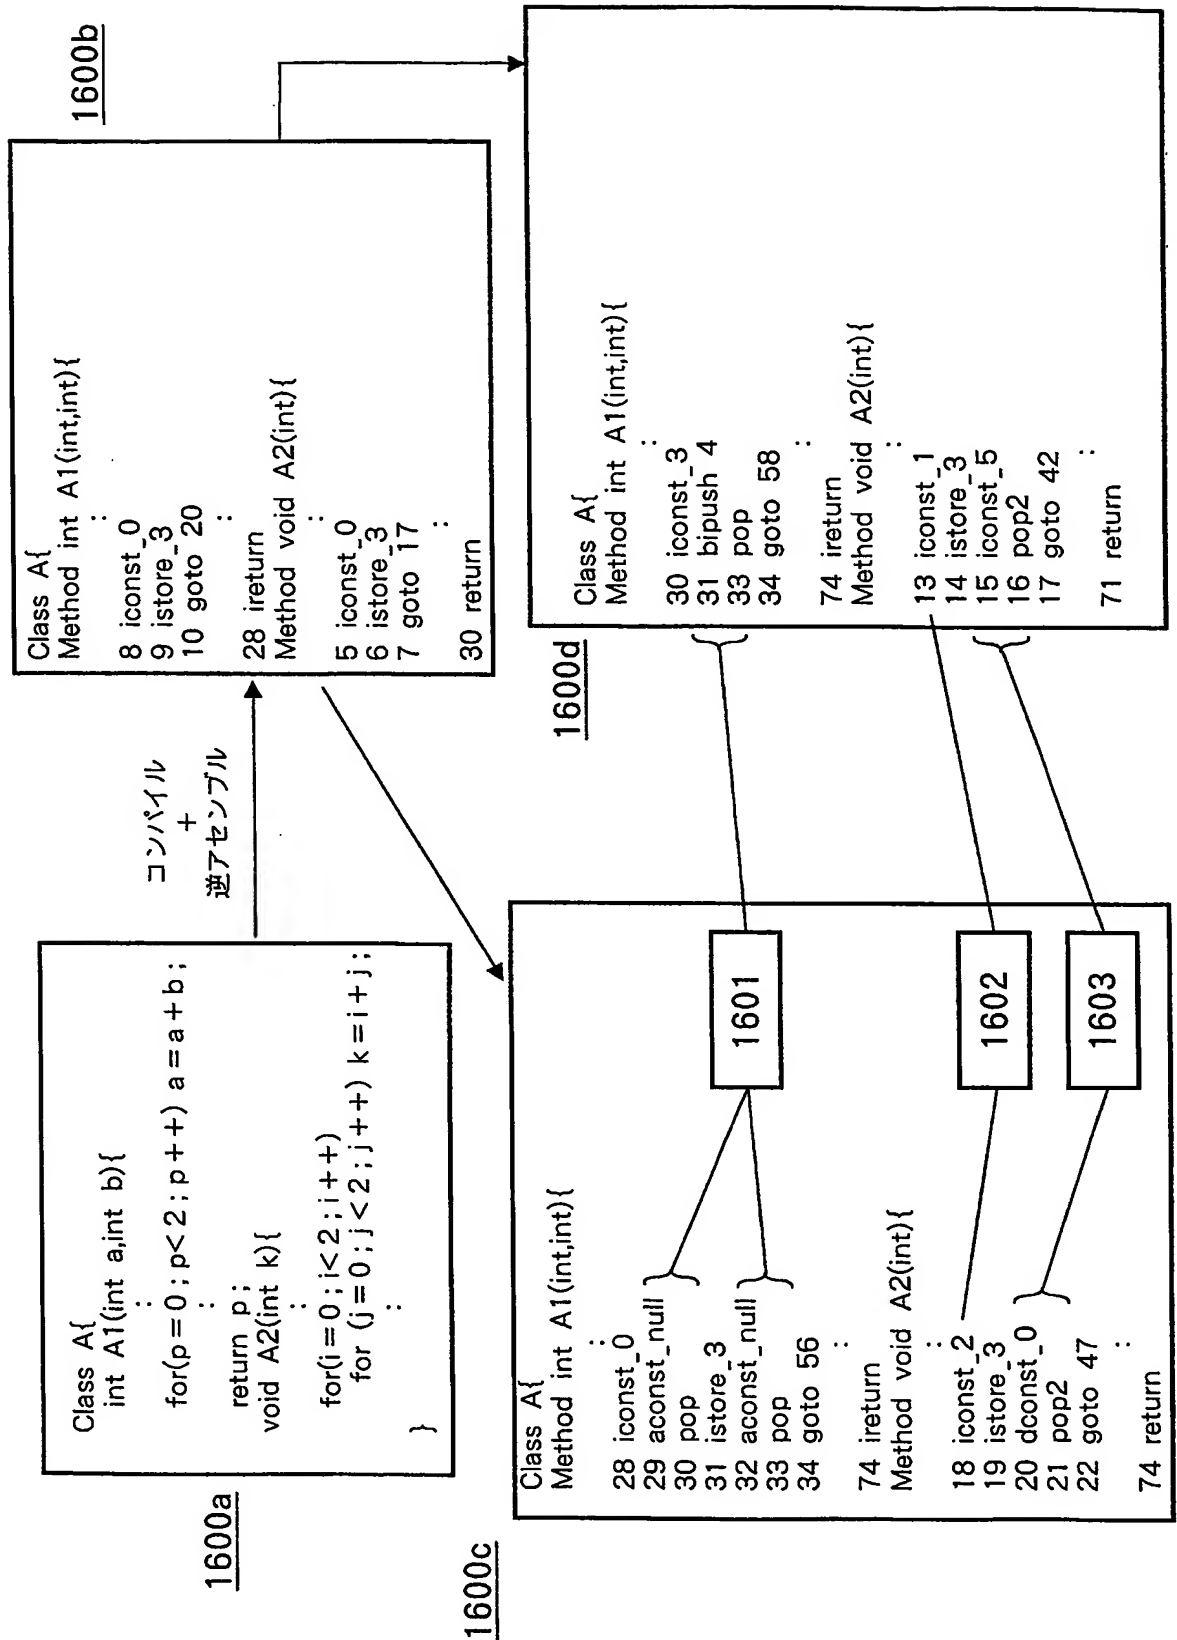 1600a
Class A{
int A1(int a,int b){
:
for(p=0;p<2;p++) a=a+b;
:
return p;
void A2(int k){
:
for(i=0;i<2;i++)
for (j=0;j<2;j++) k=i+j;
:
}
コンパイル
+
逆アセンブル
1600b
Class A{
Method int A1(int,int){
:
8 iconst_0
9 istore_3
10 goto 20
:
28 ireturn
Method void A2(int){
:
5 iconst_0
6 istore_3
7 goto 17
:
30 return
1600c
Class A{
Method int A1(int,int){
:
28 iconst_0
29 aconst_null
30 pop
31 istore_3
32 aconst_null
33 pop
34 goto 56
:
74 ireturn
Method void A2(int){
:
18 iconst_2
19 istore_3
20 dconst_0
21 pop2
22 goto 47
:
74 return
1601
1602
1603
1600d
Class A{
Method int A1(int,int){
:
30 iconst_3
31 bipush 4
33 pop
34 goto 58
:
74 ireturn
Method void A2(int){
:
13 iconst_1
14 istore_3
15 iconst_5
16 pop2
17 goto 42
:
71 return